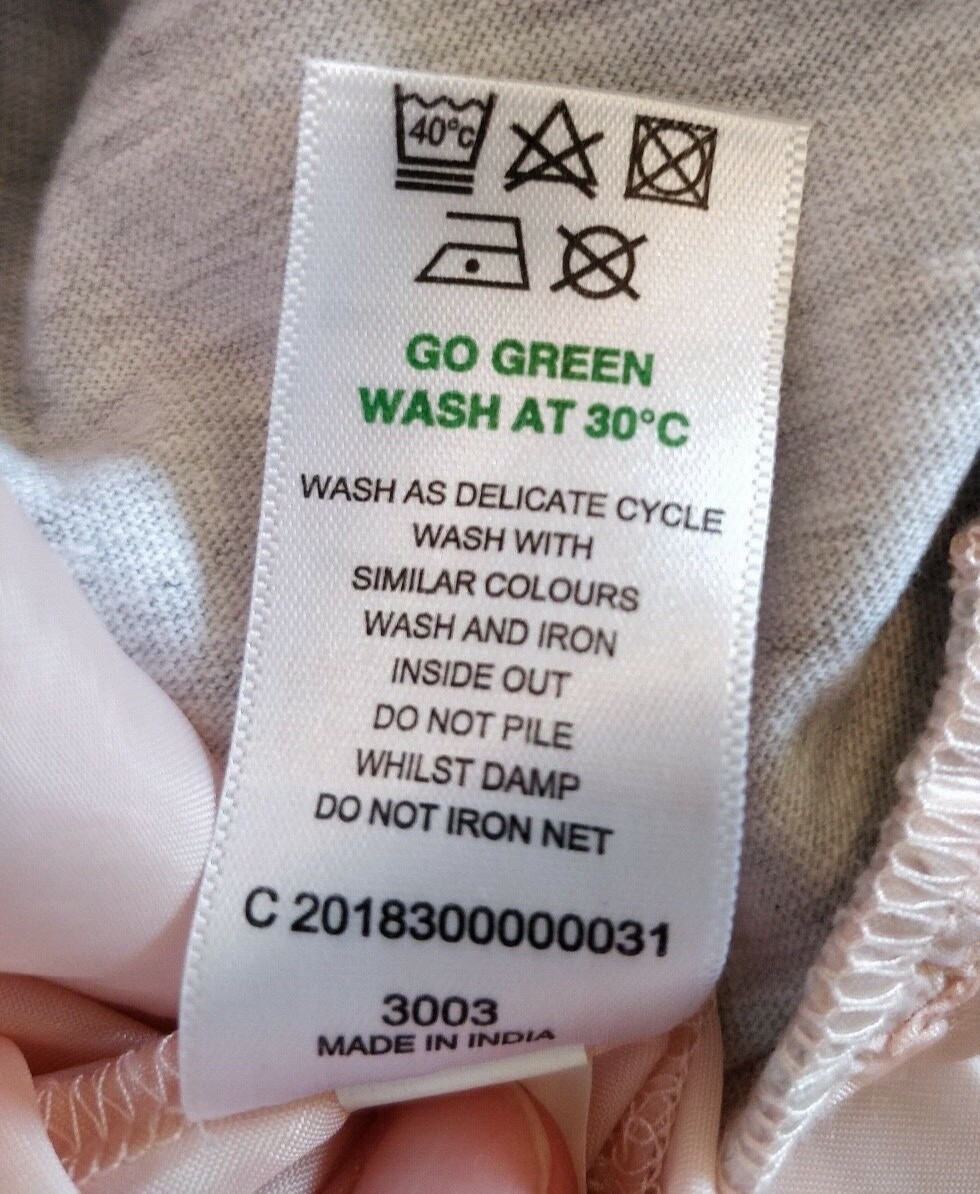 40°C
GO GREEN
WASH AT 30°C
WASH AS DELICATE CYCLE
WASH WITH
SIMILAR COLOURS
WASH AND IRON
INSIDE OUT
DO NOT PILE
WHILST DAMP
DO NOT IRON NET
C 2018300000031
3003
MADE IN INDIA